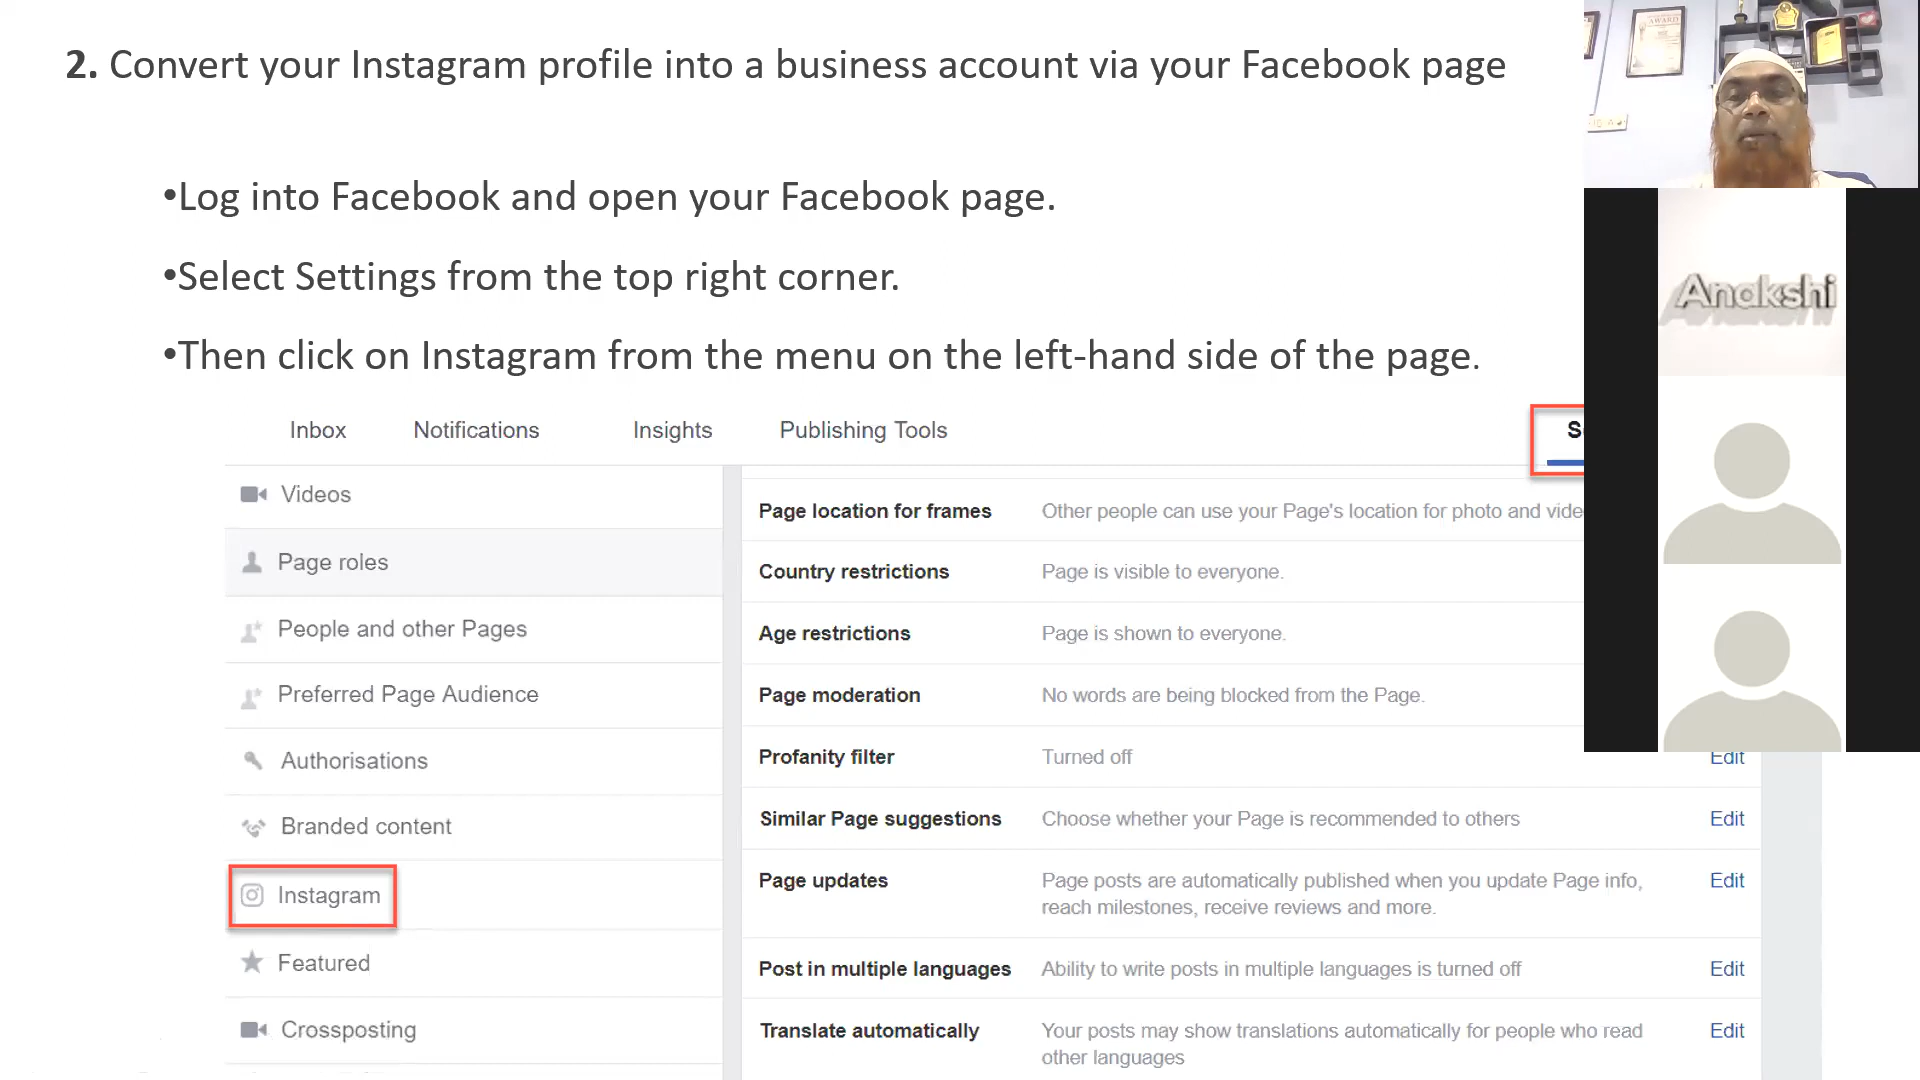 2. Convert your Instagram profile into a business account via your Facebook page
•Log into Facebook and open your Facebook page.
•Select Settings from the top right corner.
•Then click on Instagram from the menu on the left-hand side of the page.
Inbox Notifications Insights Publishing Tools
Videos
Page roles
People and other Pages
Preferred Page Audience
Authorisations
Branded content
Instagram
Featured
Crossposting
Page location for frames Other people can use your Page's location for photo and
Country restrictions Page is visible to everyone.
Age restrictions Page is shown to everyone.
Page moderation No words are being blocked from the Page.
Profanity filter Turned off Edit
Similar Page suggestions Choose whether your Page is recommended to others Edit
Page updates Page posts are automatically published when you update Page info, Edit
reach milestones, receive reviews and more.
Post in multiple languages Ability to write posts in multiple languages is turned off Edit
Translate automatically Your posts may show translations automatically for people who read Edit
other languages
AWARD
Anakshi